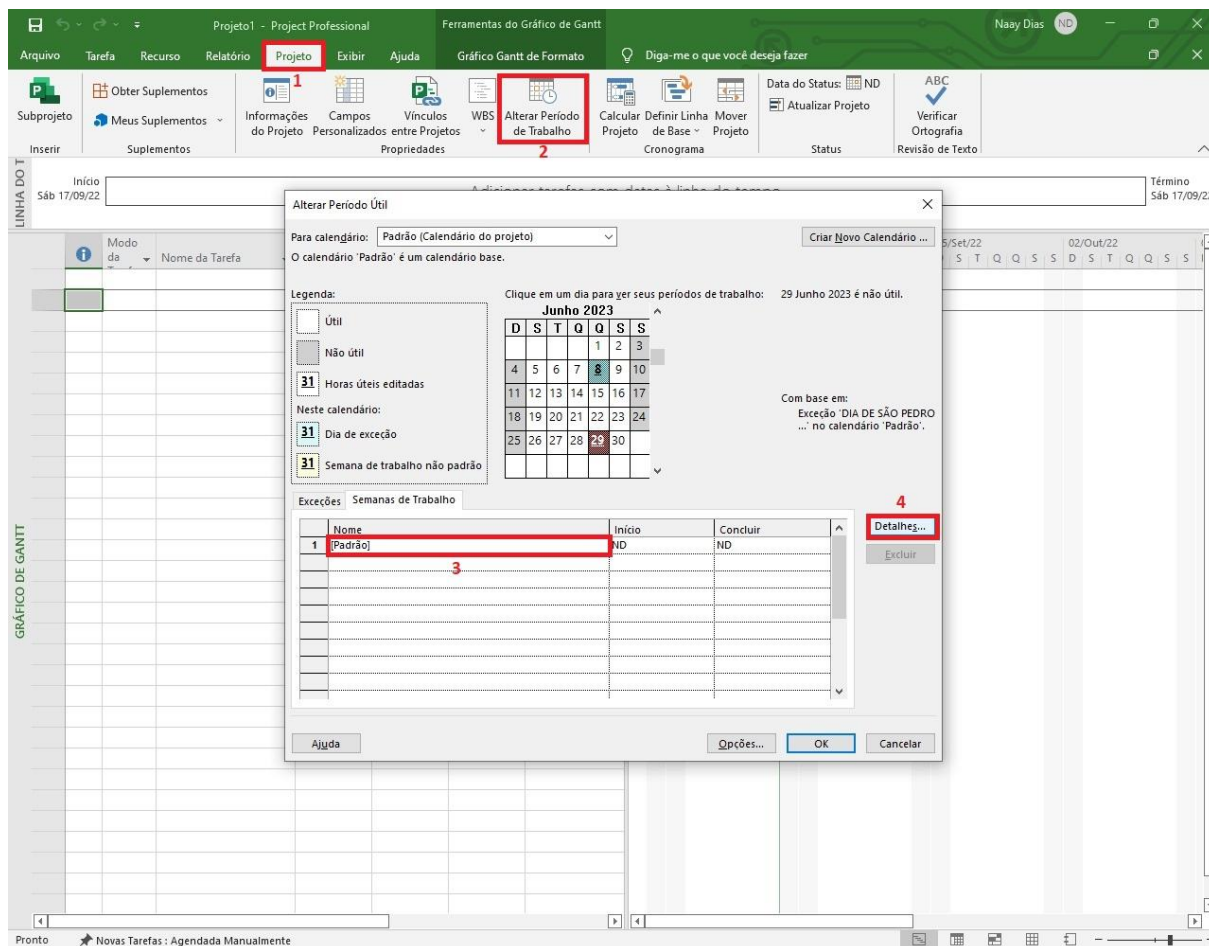 Projeto1 - Project Professional
Ferramentas do Gráfico de Gantt
Naay Dias
ND
Arquivo Tarefa Recurso Relatório Projeto Exibir Ajuda Gráfico Gantt de Formato Diga-me o que você deseja fazer
1
Subprojeto
Obter Suplementos
Meus Suplementos
Informações do Projeto
Campos Personalizados
Vínculos entre Projetos
WBS
Alterar Período de Trabalho
Calcular Projeto
Definir Linha de Base
Mover Projeto
Data do Status: ND
Atualizar Projeto
ABC
Verificar Ortografia
Inserir Suplementos Propriedades 2 Cronograma Status Revisão de Texto
LINHA DO T
Início
Sáb 17/09/22
Adicionar tarefas com datas à linha do tempo
Término
Sáb 17/09/2
Modo da
Nome da Tarefa
5/Set/22 02/Out/22
S T Q Q S S D S T Q Q S S
GRÁFICO DE GANTT
Alterar Período Útil
Para calendário: Padrão (Calendário do projeto)
Criar Novo Calendário ...
O calendário 'Padrão' é um calendário base.
Legenda:
Útil
Não útil
31 Horas úteis editadas
Neste calendário:
31 Dia de exceção
31 Semana de trabalho não padrão
Clique em um dia para ver seus períodos de trabalho:
Junho 2023
D S T Q Q S S
1 2 3
4 5 6 7 8 9 10
11 12 13 14 15 16 17
18 19 20 21 22 23 24
25 26 27 28 29 30
29 Junho 2023 é não útil.
Com base em:
Exceção 'DIA DE SÃO PEDRO
...' no calendário 'Padrão'.
Exceções Semanas de Trabalho
4
Nome Início Concluir
1 [Padrão] ND ND
3
Detalhes...
Excluir
Ajuda Opções... OK Cancelar
Pronto Novas Tarefas : Agendada Manualmente